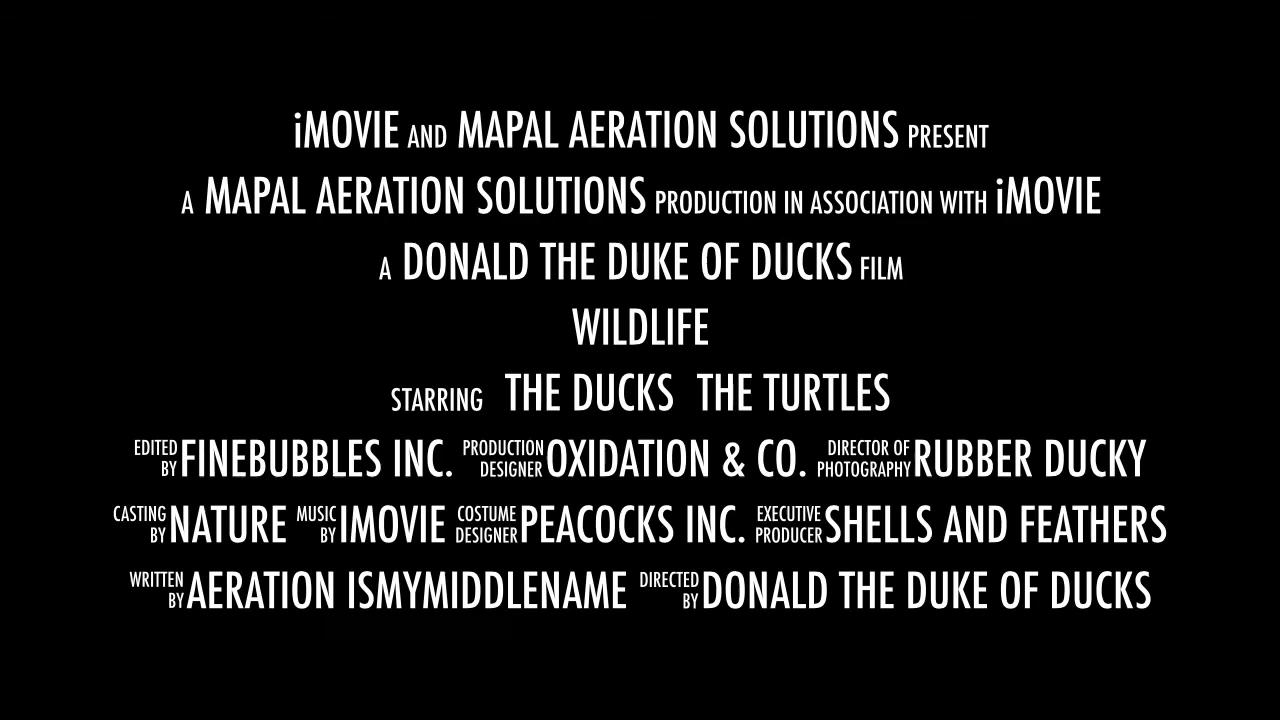 iMOVIE AND MAPAL AERATION SOLUTIONS PRESENT
A MAPAL AERATION SOLUTIONS PRODUCTION IN ASSOCIATION WITH iMOVIE
A DONALD THE DUKE OF DUCKS FILM
WILDLIFE
STARRING THE DUCKS THE TURTLES
EDITED BY FINEBUBBLES INC. PRODUCTION DESIGNER OXIDATION & CO. DIRECTOR OF PHOTOGRAPHY RUBBER DUCKY
CASTING BY NATURE MUSIC BY IMOVIE COSTUME DESIGNER PEACOCKS INC. EXECUTIVE PRODUCER SHELLS AND FEATHERS
WRITTEN BY AERATION ISMYMIDDLENAME DIRECTED BY DONALD THE DUKE OF DUCKS